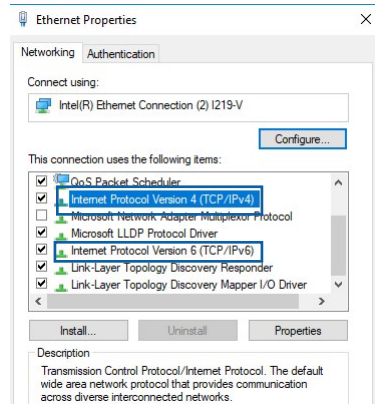 Ethernet Properties
Networking Authentication
Connect using:
Intel(R) Ethernet Connection (2) I219-V
Configure...
This connection uses the following items:
QoS Packet Scheduler
Internet Protocol Version 4 (TCP/IPv4)
Microsoft Network Adapter Multiplexor Protocol
Microsoft LLDP Protocol Driver
Internet Protocol Version 6 (TCP/IPv6)
Link-Layer Topology Discovery Responder
Link-Layer Topology Discovery Mapper I/O Driver
Install... Uninstall Properties
Description
Transmission Control Protocol/Internet Protocol. The default
wide area network protocol that provides communication
across diverse interconnected networks.